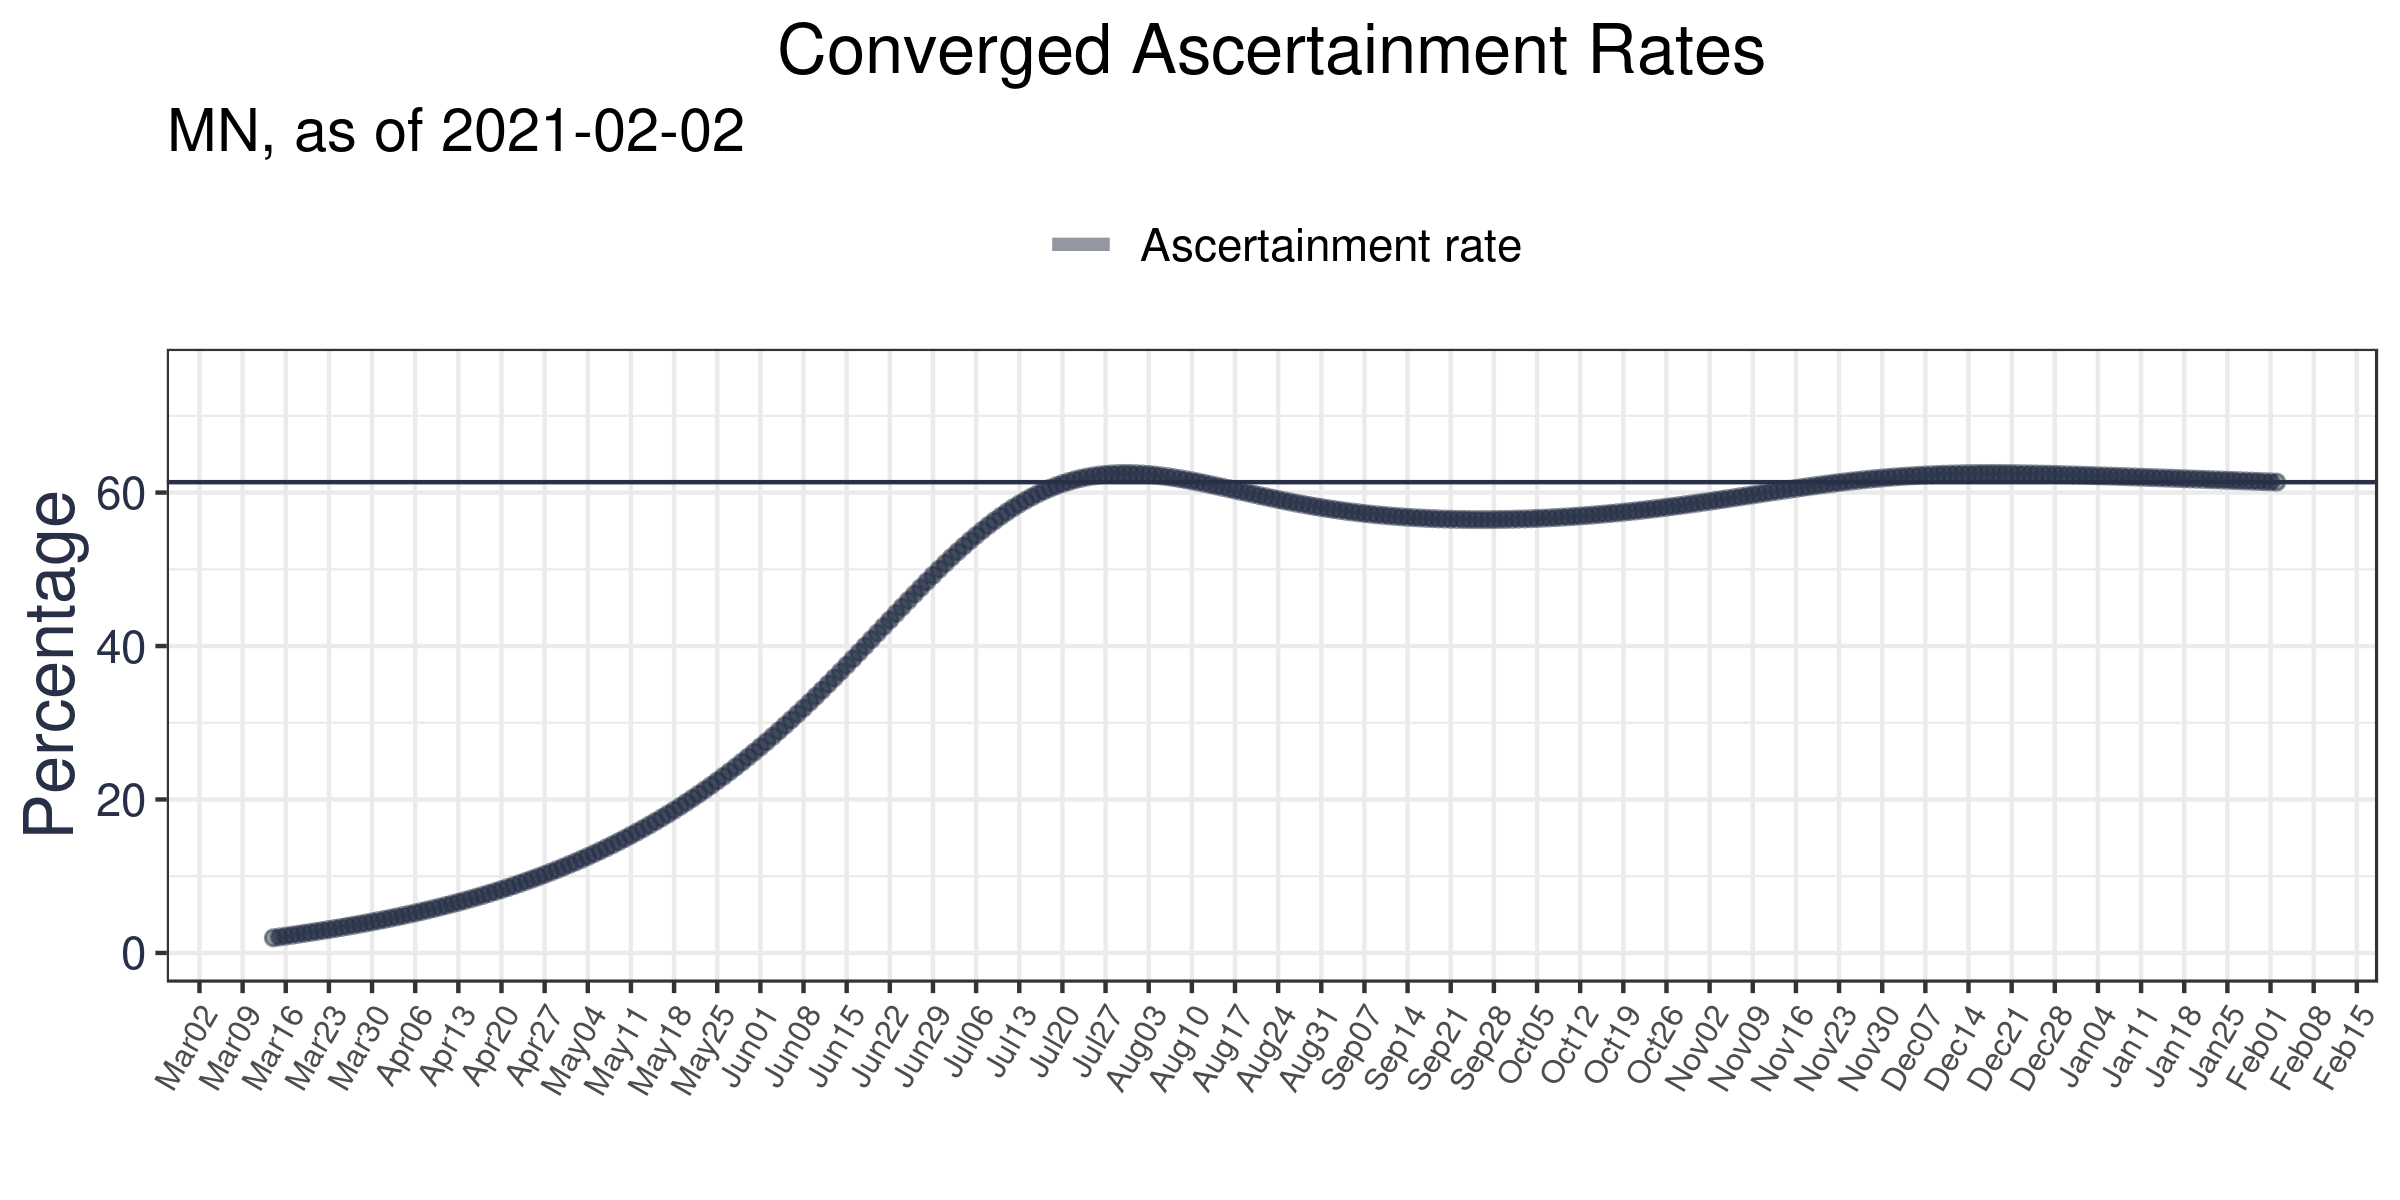 Converged Ascertainment Rates
MN, as of 2021-02-02
Ascertainment rate
Percentage
60
40
20
0
Mar02 Mar09 Mar16 Mar23 Mar30 Apr06 Apr13 Apr20 Apr27 May04 May11 May18 May25 Jun01 Jun08 Jun15 Jun22 Jun29 Jul06 Jul13 Jul20 Jul27 Aug03 Aug10 Aug17 Aug24 Aug31 Sep07 Sep14 Sep21 Sep28 Oct05 Oct12 Oct19 Oct26 Nov02 Nov09 Nov16 Nov23 Nov30 Dec07 Dec14 Dec21 Dec28 Jan04 Jan11 Jan18 Jan25 Feb01 Feb08 Feb15